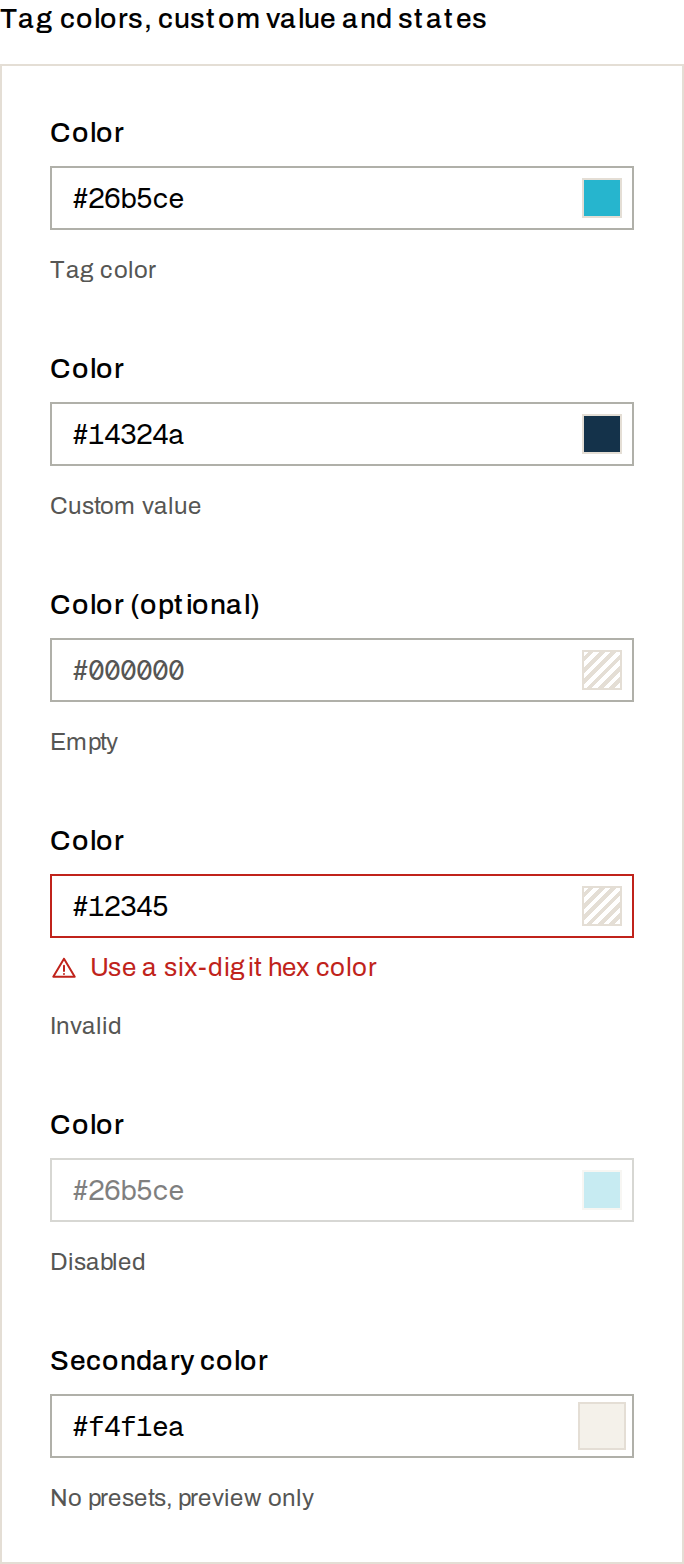 Tag colors, custom value and states
Color
#26b5ce
Tag color
Color
#14324a
Custom value
Color (optional)
#000000
Empty
Color
#12345
Use a six-digit hex color
Invalid
Color
#26b5ce
Disabled
Secondary color
#f4f1ea
No presets, preview only